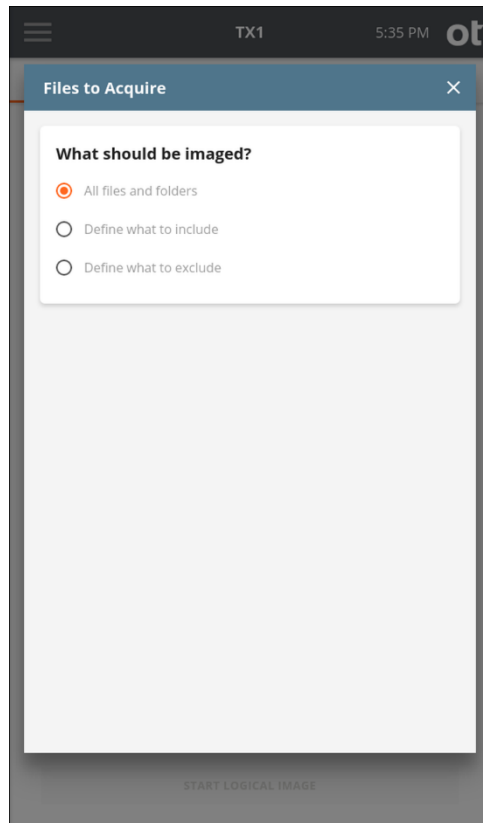 TX1
5:35 PM
ot
Files to Acquire
What should be imaged?
All files and folders
Define what to include
Define what to exclude
START LOGICAL IMAGE